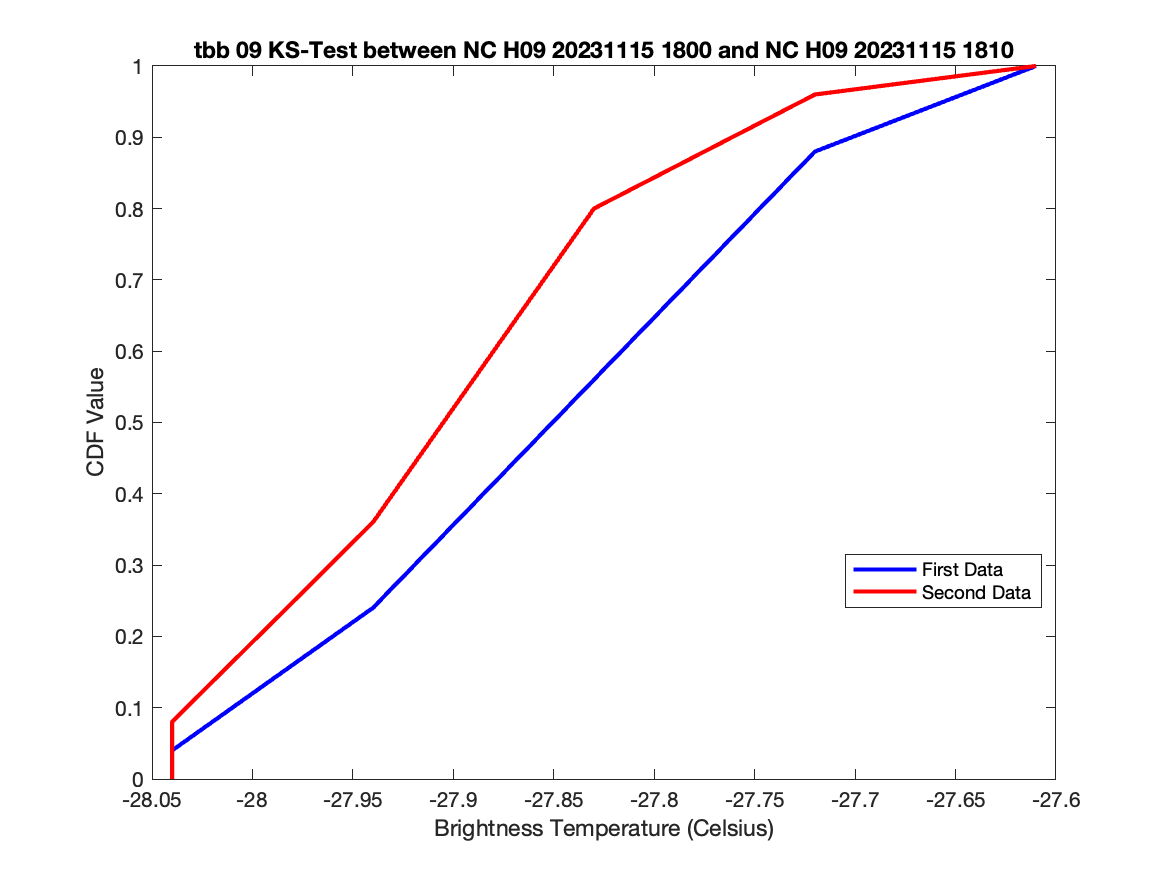 tbb 09 KS-Test between NC H09 20231115 1800 and NC H09 20231115 1810
1
0.9
0.8
0.7
0.6
0.5
0.4
0.3
0.2
0.1
0
CDF Value
First Data
Second Data
-28.05 -28 -27.95 -27.9 -27.85 -27.8 -27.75 -27.7 -27.65 -27.6
Brightness Temperature (Celsius)